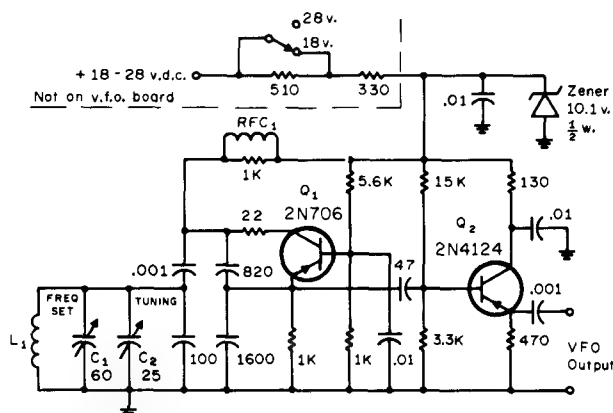 28 v.
18 v.
+ 18 - 28 v.d.c.
510
330
Not on v.f.o. board
.01
Zener
10.1 v.
1/2 w.
RFC1
1K
5.6K
15K
130
Q1
2N706
Q2
2N4124
22
.01
.001
820
47
.001
FREQ
SET
TUNING
L1
C1
60
C2
25
100
1600
1K
1K
.01
3.3K
470
VFO
Output